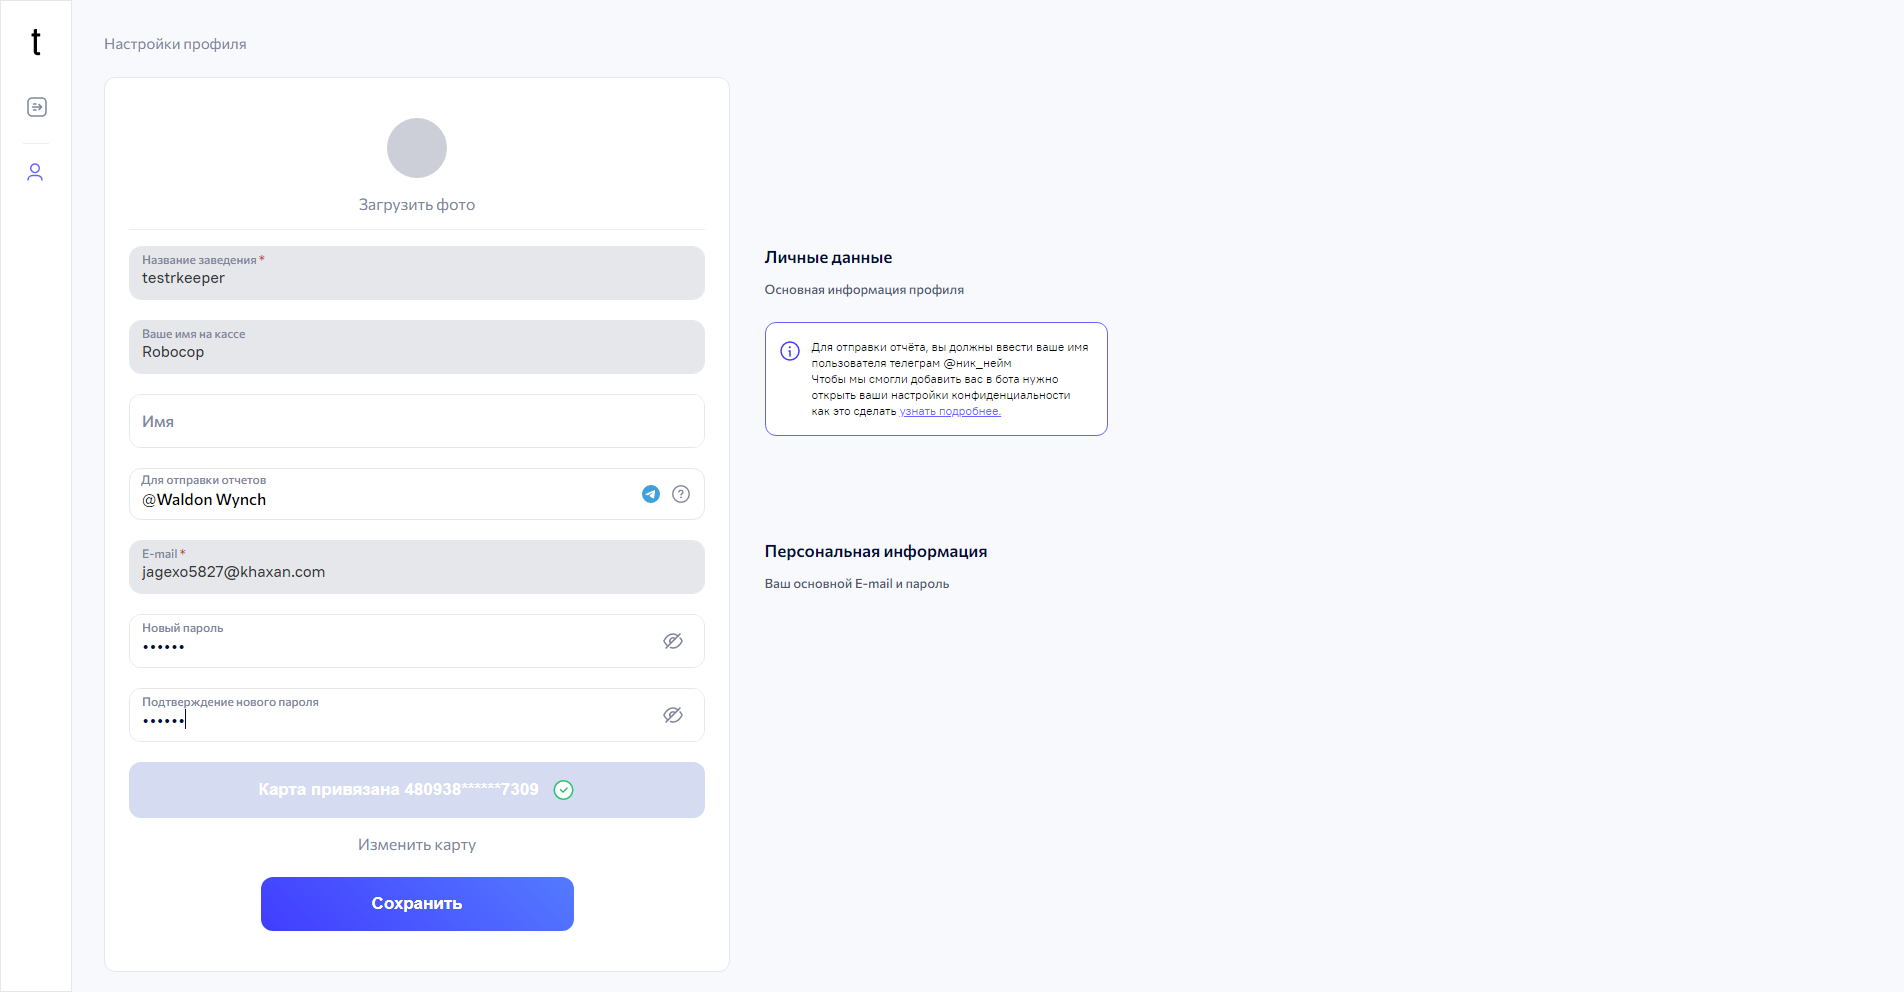 t
Настройки профиля
Загрузить фото
Название заведения *
testrkeeper
Ваше имя на кассе
Robocop
Имя
Для отправки отчетов
@Waldon Wynch
E-mail *
jagexo5827@khaxan.com
Новый пароль
••••••
Подтверждение нового пароля
••••••
Карта привязана 480938******7309
Изменить карту
Сохранить
Личные данные
Основная информация профиля
Для отправки отчёта, вы должны ввести ваше имя
пользователя телеграм @ник_нейм
Чтобы мы смогли добавить вас в бота нужно
открыть ваши настройки конфиденциальности
как это сделать узнать подробнее.
Персональная информация
Ваш основной E-mail и пароль